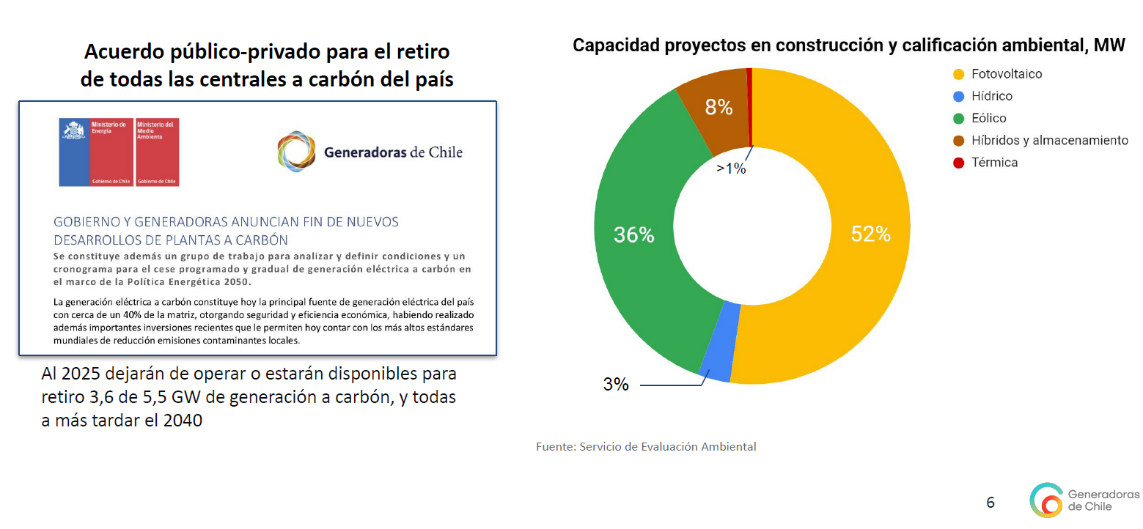 Acuerdo público-privado para el retiro
de todas las centrales a carbón del país
Ministerio de
Energía
Ministerio del
Medio
Ambiente
Gobierno de Chile
Gobierno de Chile
Generadoras de Chile
GOBIERNO Y GENERADORAS ANUNCIAN FIN DE NUEVOS
DESARROLLOS DE PLANTAS A CARBÓN
Se constituye además un grupo de trabajo para analizar y definir condiciones y un
cronograma para el cese programado y gradual de generación eléctrica a carbón en
el marco de la Política Energética 2050.
La generación eléctrica a carbón constituye hoy la principal fuente de generación eléctrica del país
con cerca de un 40% de la matriz, otorgando seguridad y eficiencia económica, habiendo realizado
además importantes inversiones recientes que le permiten hoy contar con los más altos estándares
mundiales de reducción emisiones contaminantes locales.
Al 2025 dejarán de operar o estarán disponibles para
retiro 3,6 de 5,5 GW de generación a carbón, y todas
a más tardar el 2040
Capacidad proyectos en construcción y calificación ambiental, MW
Fotovoltaico
Hídrico
Eólico
Híbridos y almacenamiento
Térmica
8%
>1%
36%
52%
3%
Fuente: Servicio de Evaluación Ambiental
6
Generadoras
de Chile